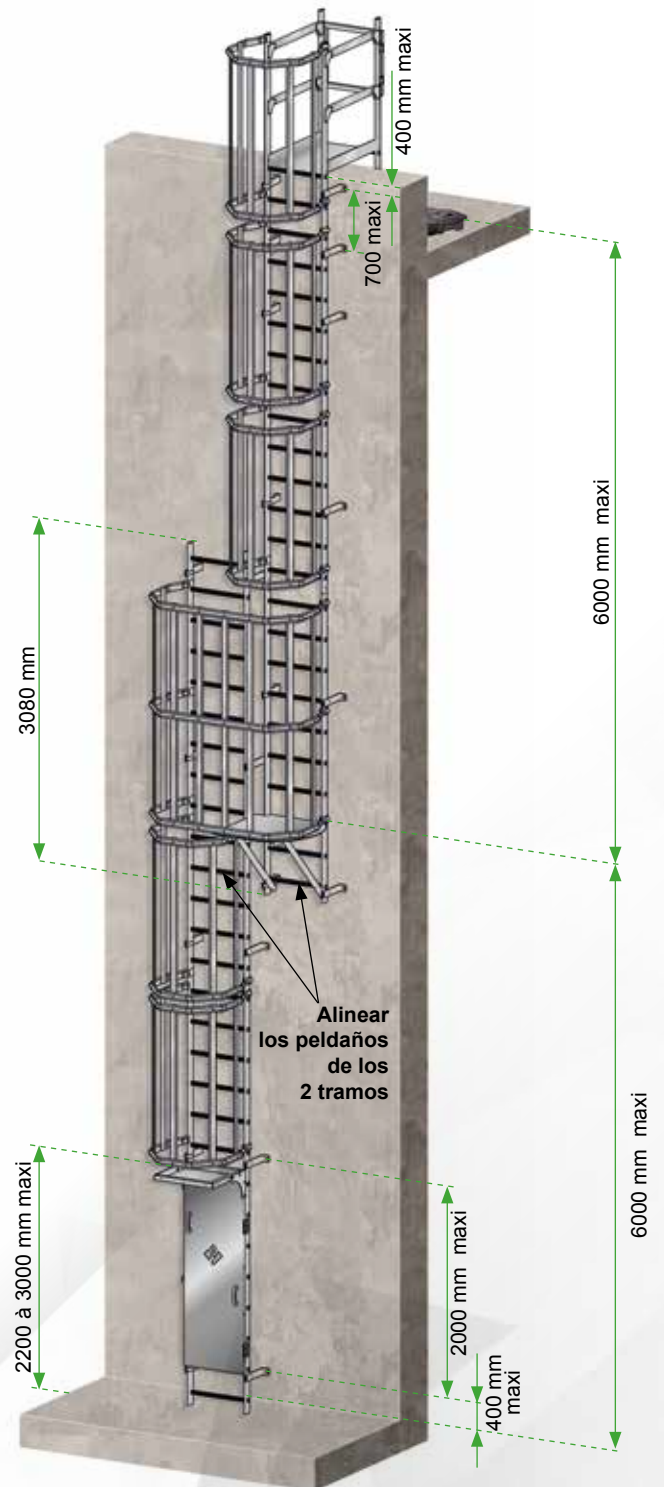 400 mm maxi
700 maxi
6000 mm  maxi
3080 mm
Alinear
los peldaños
de los
2 tramos
2200 à 3000 mm maxi
2000 mm  maxi
6000 mm  maxi
400 mm
maxi